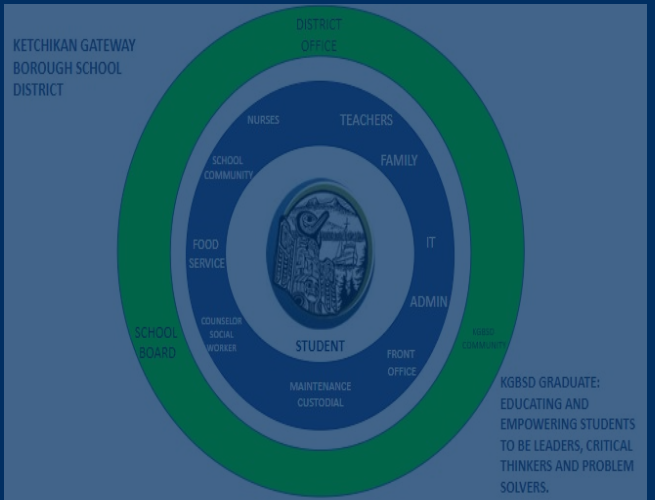 KETCHIKAN GATEWAY
BOROUGH SCHOOL
DISTRICT
DISTRICT
OFFICE
NURSES
TEACHERS
SCHOOL
COMMUNITY
FAMILY
FOOD
SERVICE
IT
ADMIN
COUNSELOR
SOCIAL
WORKER
STUDENT
FRONT
OFFICE
MAINTENANCE
CUSTODIAL
SCHOOL
BOARD
KGBSD
COMMUNITY
KGBSD GRADUATE:
EDUCATING AND
EMPOWERING STUDENTS
TO BE LEADERS, CRITICAL
THINKERS AND PROBLEM
SOLVERS.